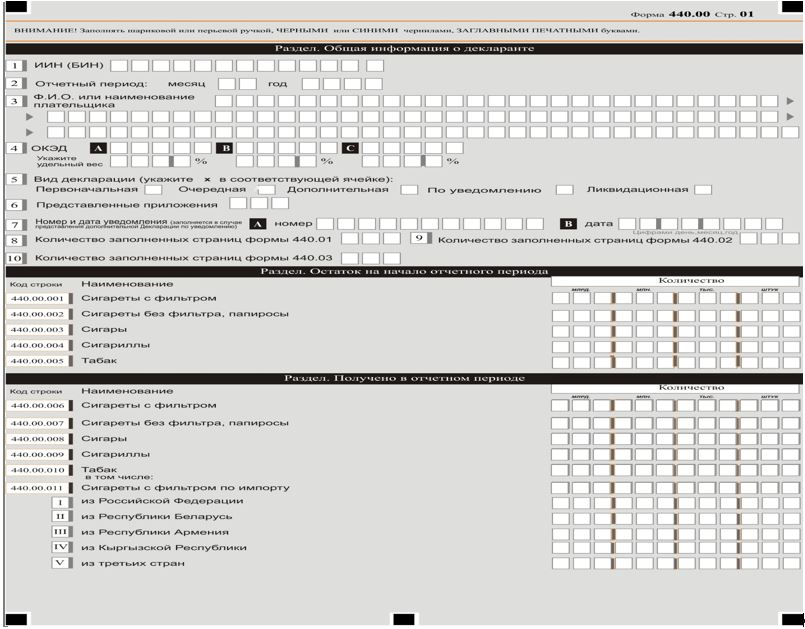 Форма 440.00 Стр. 01
ВНИМАНИЕ! Заполнять шариковой или перьевой ручкой, ЧЕРНЫМИ или СИНИМИ чернилами, ЗАГЛАВНЫМИ ПЕЧАТНЫМИ буквами.
Раздел. Общая информация о декларанте
1 ИИН (БИН)
2 Отчетный период: месяц год
3 Ф.И.О. или наименование
плательщика
4 ОКЭД A B C
Укажите
удельный вес % % %
5 Вид декларации (укажите х в соответствующей ячейке):
Первоначальная Очередная Дополнительная По уведомлению Ликвидационная
6 Представленные приложения
7 Номер и дата уведомления (заполняется в случае
представления дополнительной Декларации по уведомлению) A номер B дата
Цифрами день,месяц,год
8 Количество заполненных страниц формы 440.01 9 Количество заполненных страниц формы 440.02
10 Количество заполненных страниц формы 440.03
Раздел. Остаток на начало отчетного периода
Код строки Наименование Количество
млрд. млн. тыс. штук
440.00.001 Сигареты с фильтром
440.00.002 Сигареты без фильтра, папиросы
440.00.003 Сигары
440.00.004 Сигариллы
440.00.005 Табак
Раздел. Получено в отчетном периоде
Код строки Наименование Количество
млрд. млн. тыс. штук
440.00.006 Сигареты с фильтром
440.00.007 Сигареты без фильтра, папиросы
440.00.008 Сигары
440.00.009 Сигариллы
440.00.010 Табак
в том числе:
440.00.011 Сигареты с фильтром по импорту
I из Российской Федерации
II из Республики Беларусь
III из Республики Армения
IV из Кыргызской Республики
V из третьих стран